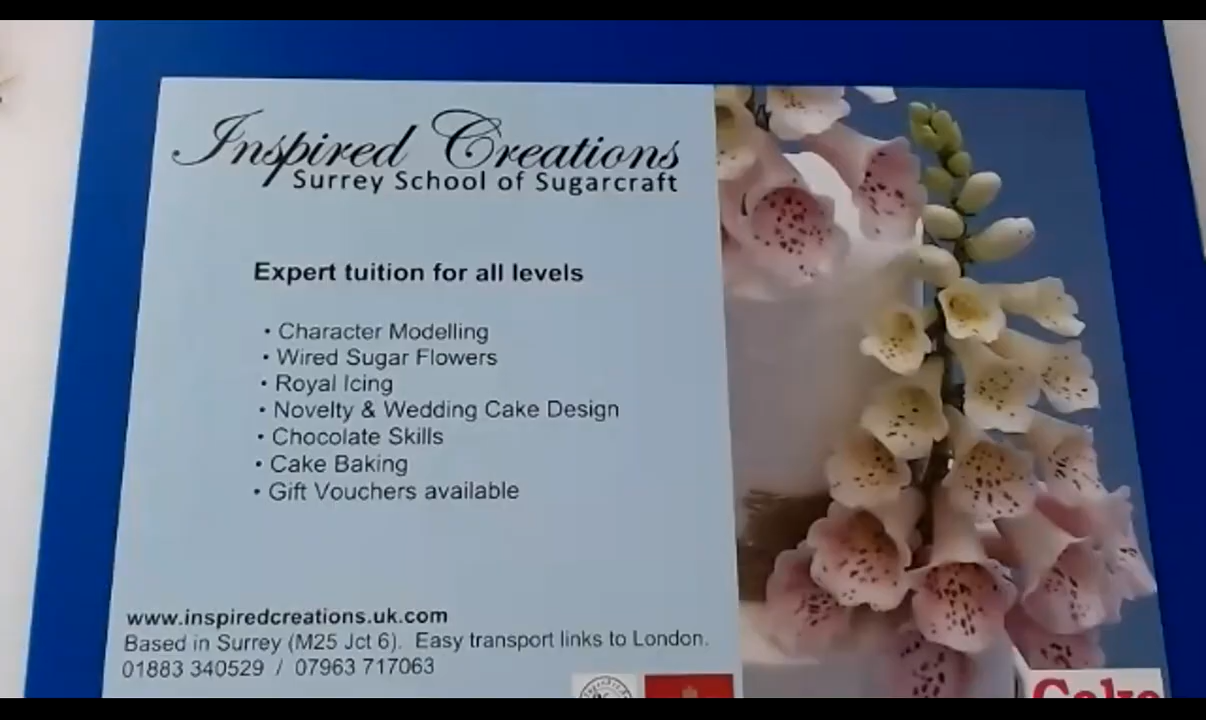 Inspired Creations
Surrey School of Sugarcraft
Expert tuition for all levels
• Character Modelling
• Wired Sugar Flowers
• Royal Icing
• Novelty & Wedding Cake Design
• Chocolate Skills
• Cake Baking
• Gift Vouchers available
www.inspiredcreations.uk.com
Based in Surrey (M25 Jct 6). Easy transport links to London.
01883 340529 / 07963 717063
Cake